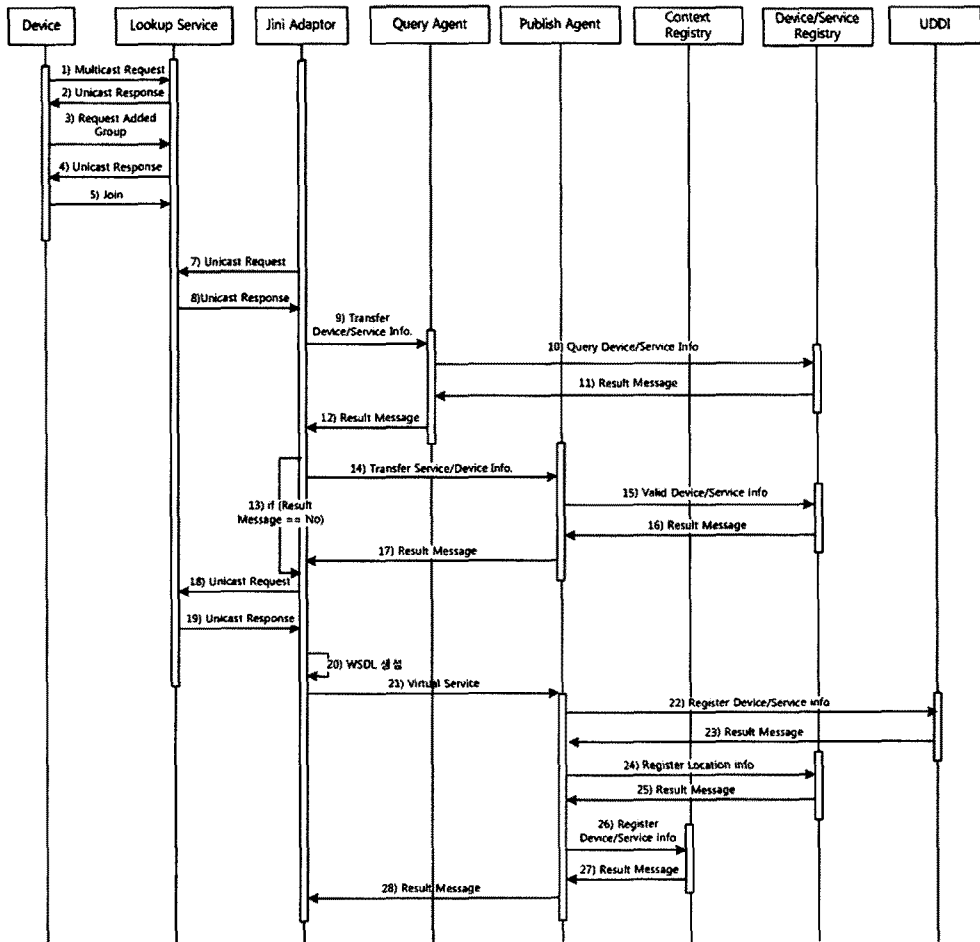 Device
Lookup Service
Jini Adaptor
Query Agent
Publish Agent
Context
Registry
Device/Service
Registry
UDDI
1) Multicast Request
2) Unicast Response
3) Request Added
Group
4) Unicast Response
5) Join
7) Unicast Request
8)Unicast Response
9) Transfer
Device/Service Info.
10) Query Device/Service Info
11) Result Message
12) Result Message
14) Transfer Service/Device Info.
13) if (Result
Message == No)
15) Valid Device/Service Info
16) Result Message
17) Result Message
18) Unicast Request
19) Unicast Response
20) WSDL 생성
21) Virtual Service
22) Register Device/Service info
23) Result Message
24) Register Location info
25) Result Message
26) Register
Device/Service info
27) Result Message
28) Result Message